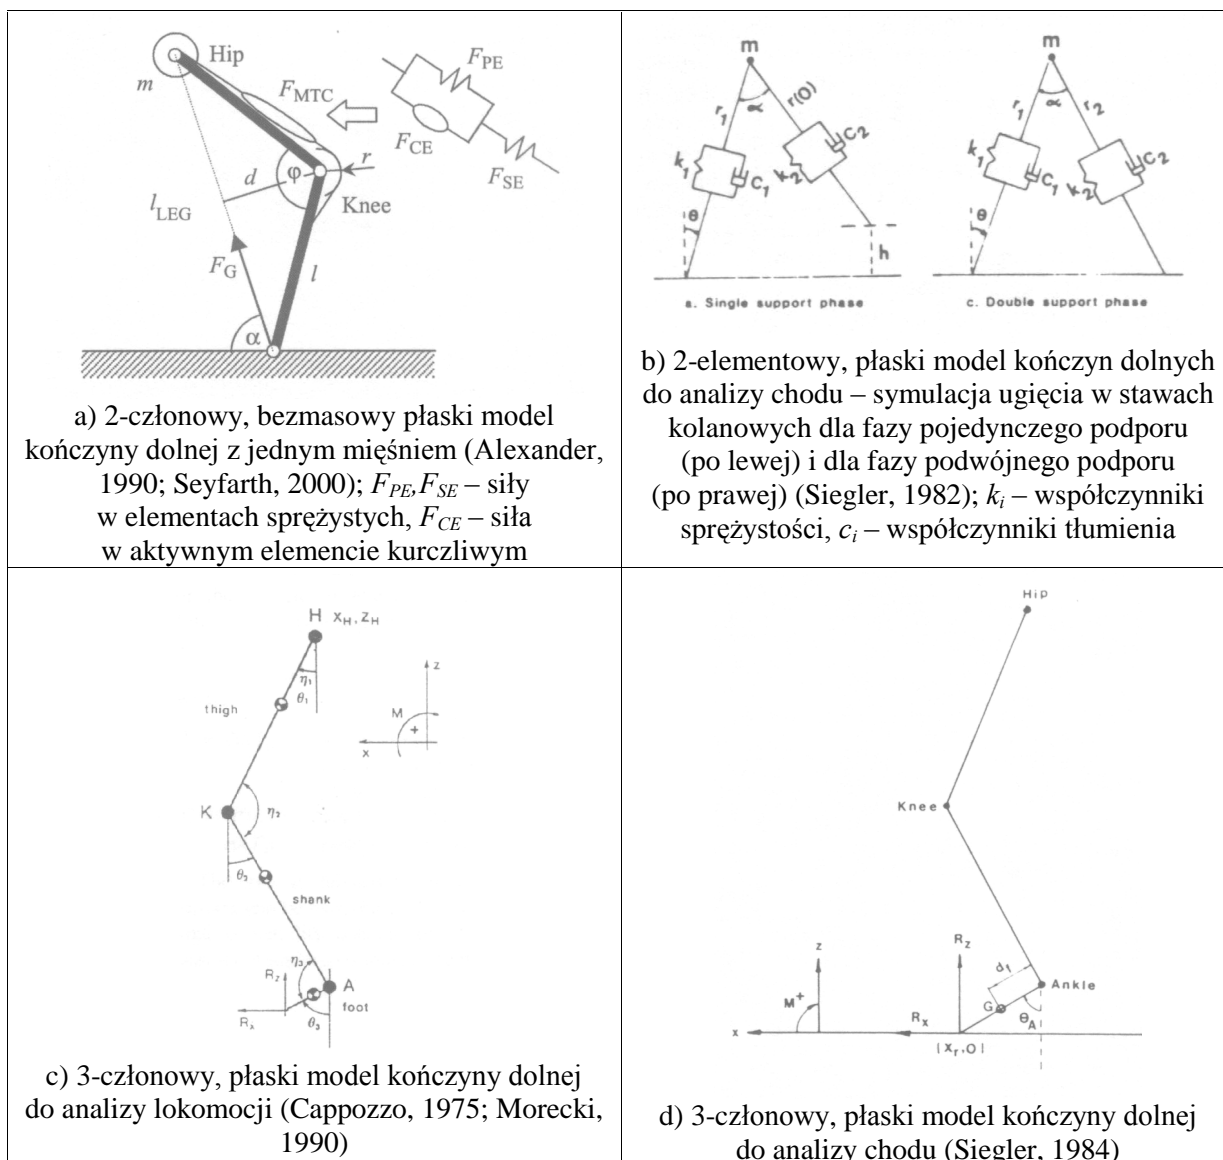 Hip
m
F_MTC
F_PE
F_CE
F_SE
r
d
φ
Knee
l_LEG
F_G
l
α
a) 2-członowy, bezmasowy płaski model
kończyny dolnej z jednym mięśniem (Alexander,
1990; Seyfarth, 2000); F_PE,F_SE – siły
w elementach sprężystych, F_CE – siła
w aktywnym elemencie kurczliwym
m
r_1
α
r(O)
k_1
C_1
k_2
C_2
θ
h
a. Single support phase
m
r_1
α
r_2
k_1
C_1
k_2
C_2
θ
c. Double support phase
b) 2-elementowy, płaski model kończyn dolnych
do analizy chodu – symulacja ugięcia w stawach
kolanowych dla fazy pojedynczego podporu
(po lewej) i dla fazy podwójnego podporu
(po prawej) (Siegler, 1982); k_i – współczynniki
sprężystości, c_i – współczynniki tłumienia
H x_H, z_H
η_1
θ_1
thigh
z
M
+
x
K
η_2
θ_2
shank
η_3
R_z
A
foot
R_x
θ_3
c) 3-członowy, płaski model kończyny dolnej
do analizy lokomocji (Cappozzo, 1975; Morecki,
1990)
Hip
Knee
z
R_z
d_1
Ankle
M+
G
θ_A
R_x
x
(x_r,O)
d) 3-członowy, płaski model kończyny dolnej
do analizy chodu (Siegler, 1984)